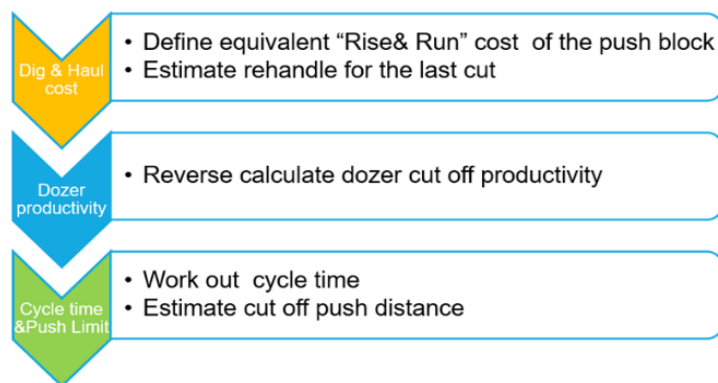 Dig & Haul
cost
• Define equivalent “Rise& Run” cost of the push block
• Estimate rehandle for the last cut
Dozer
productivity
• Reverse calculate dozer cut off productivity
Cycle time
&Push Limit
• Work out cycle time
• Estimate cut off push distance